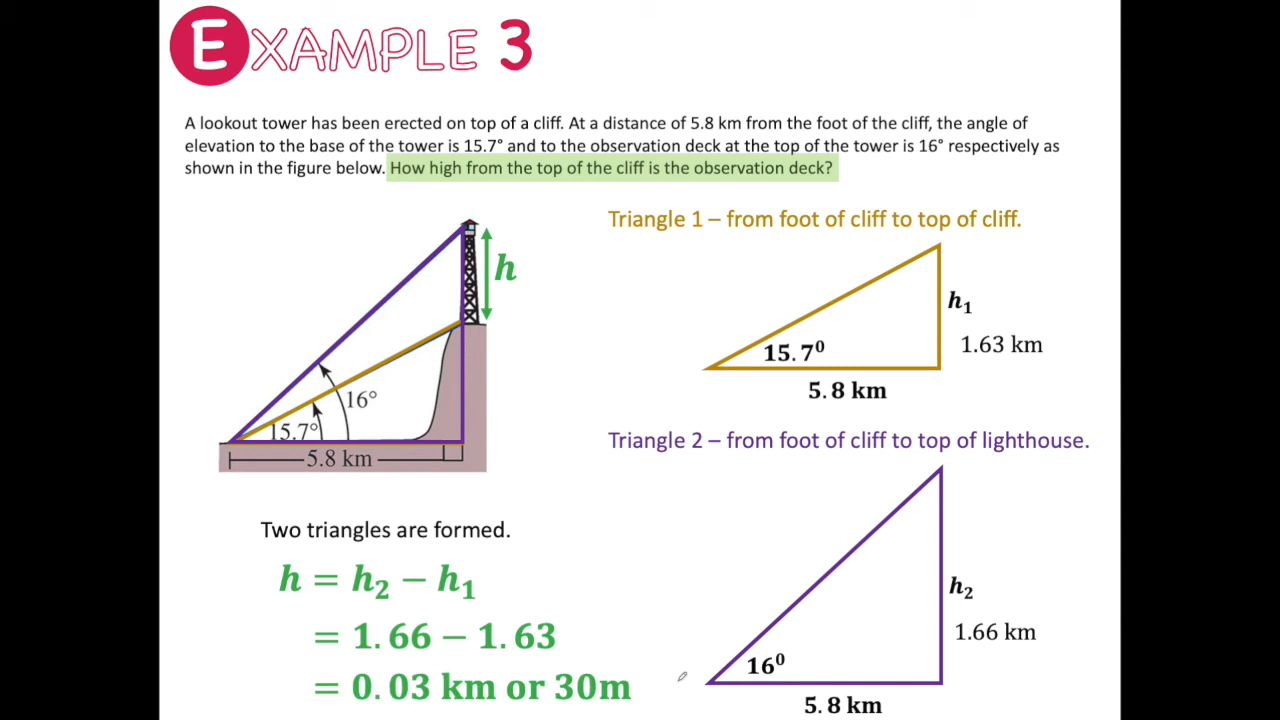 EXAMPLE 3
A lookout tower has been erected on top of a cliff. At a distance of 5.8 km from the foot of the cliff, the angle of
elevation to the base of the tower is 15.7° and to the observation deck at the top of the tower is 16° respectively as
shown in the figure below. How high from the top of the cliff is the observation deck?
h
16°
15.7°
5.8 km
Two triangles are formed.
h = h₂ − h₁
= 1.66 − 1.63
= 0.03 km or 30m
Triangle 1 – from foot of cliff to top of cliff.
h₁
1.63 km
15.7⁰
5.8 km
Triangle 2 – from foot of cliff to top of lighthouse.
h₂
1.66 km
16⁰
5.8 km